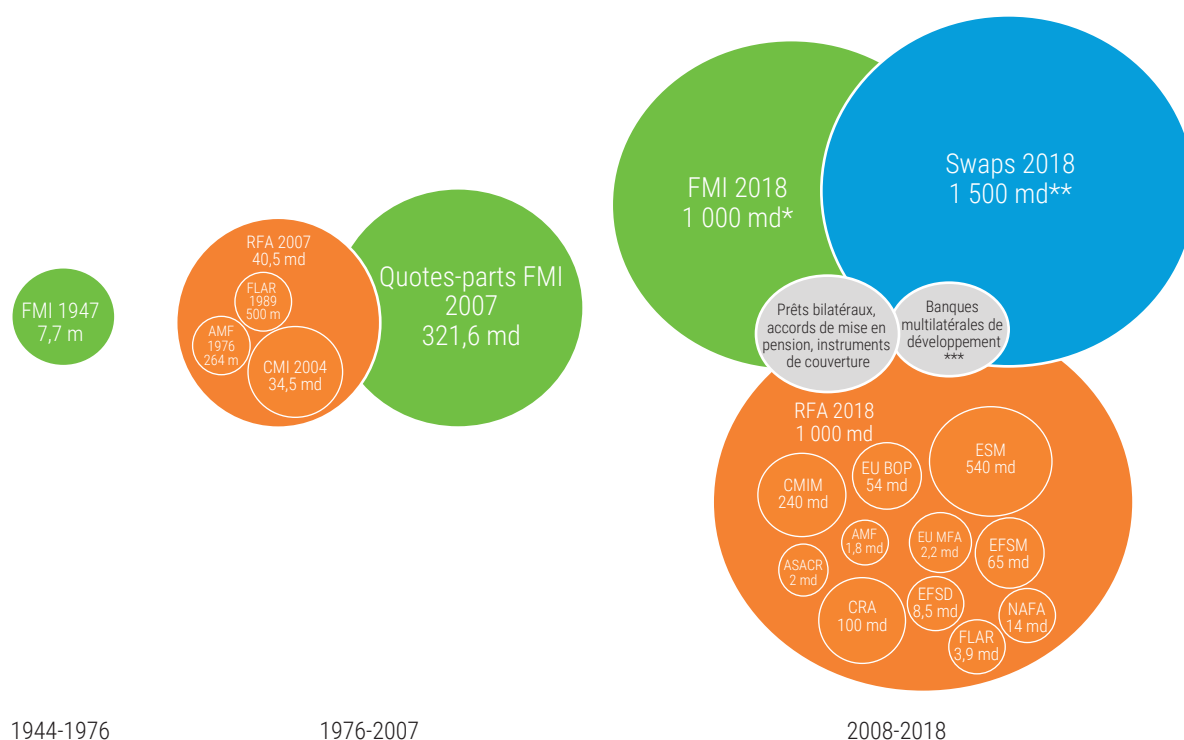 FMI 1947
7,7 m
RFA 2007
40,5 md
FLAR
1989
500 m
AMF
1976
264 m
CMI 2004
34,5 md
Quotes-parts FMI
2007
321,6 md
FMI 2018
1 000 md*
Swaps 2018
1 500 md**
Prêts bilatéraux,
accords de mise en
pension, instruments
de couverture
Banques
multilatérales de
développement
***
RFA 2018
1 000 md
ESM
540 md
EU BOP
54 md
CMIM
240 md
AMF
1,8 md
EU MFA
2,2 md
EFSM
65 md
ASACR
2 md
CRA
100 md
EFSD
8,5 md
NAFA
14 md
FLAR
3,9 md
1944-1976
1976-2007
2008-2018